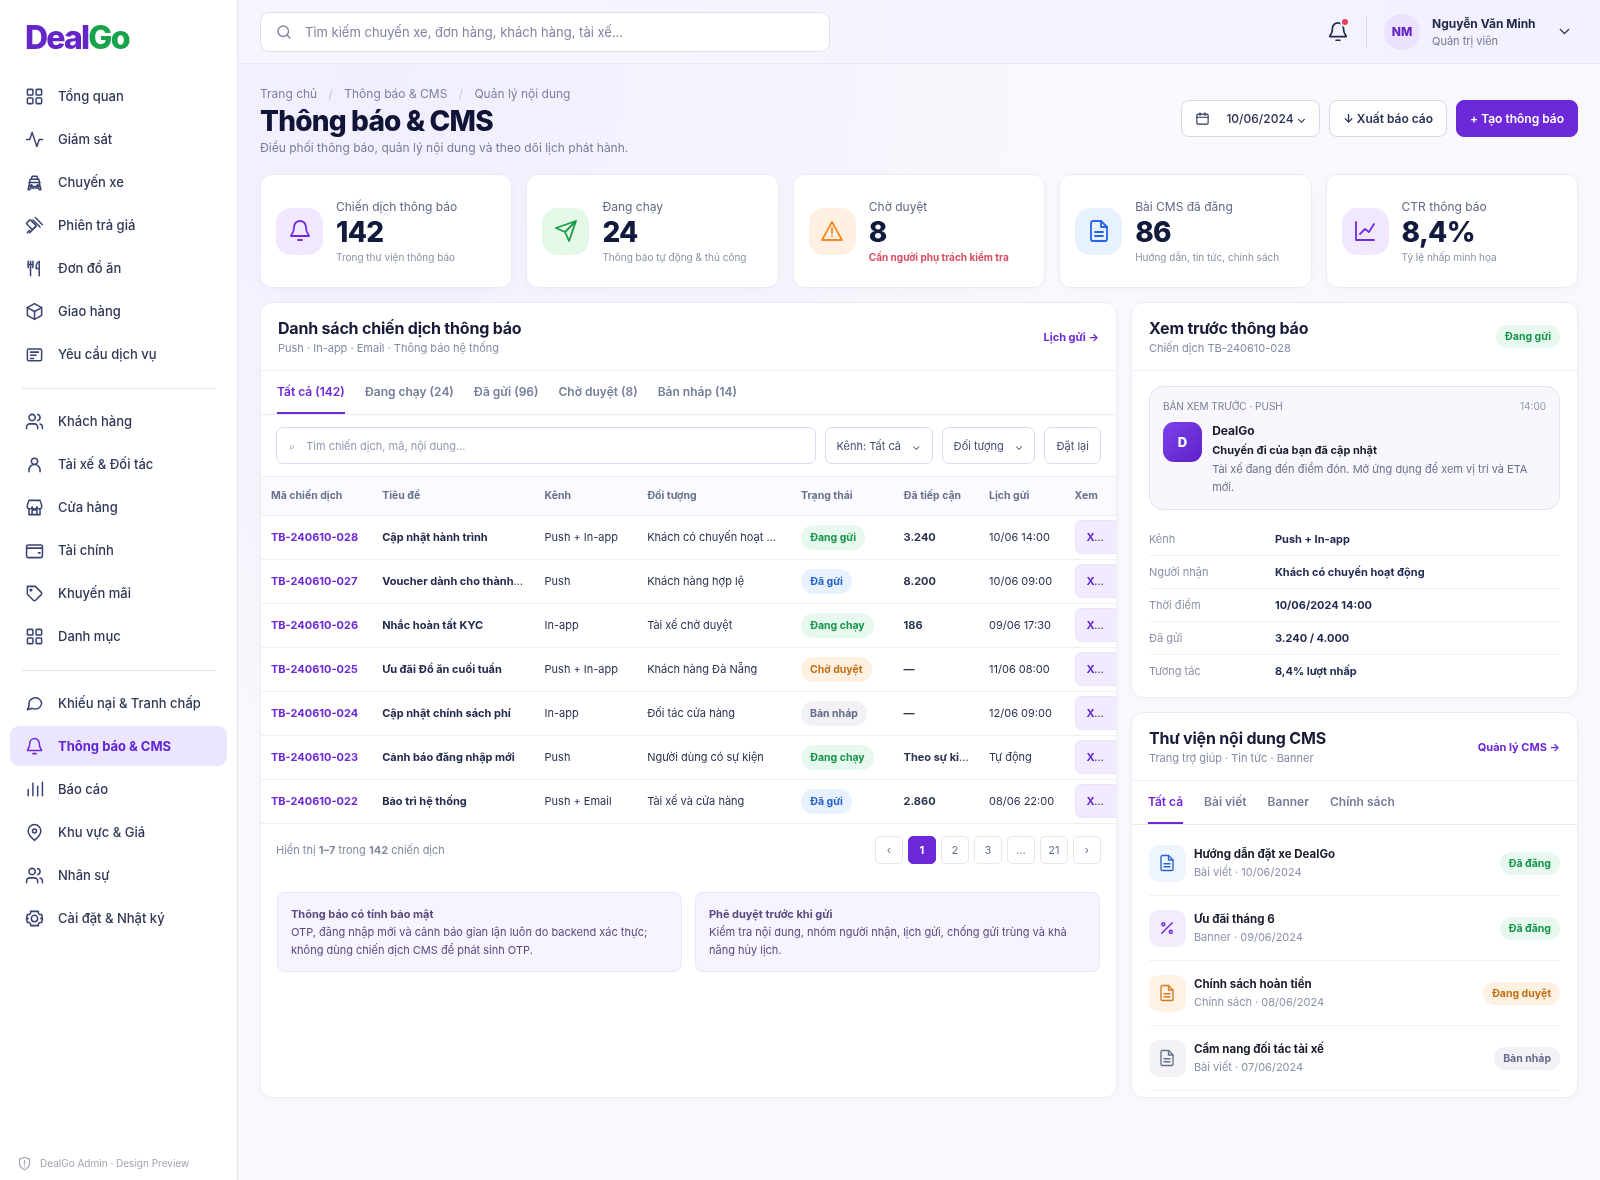 DealGo
Tổng quan
Giám sát
Chuyến xe
Phiên trả giá
Đơn đồ ăn
Giao hàng
Yêu cầu dịch vụ
Khách hàng
Tài xế & Đối tác
Cửa hàng
Tài chính
Khuyến mãi
Danh mục
Khiếu nại & Tranh chấp
Thông báo & CMS
Báo cáo
Khu vực & Giá
Nhân sự
Cài đặt & Nhật ký
DealGo Admin · Design Preview
Tìm kiếm chuyến xe, đơn hàng, khách hàng, tài xế...
NM
Nguyễn Văn Minh
Quản trị viên
Trang chủ / Thông báo & CMS / Quản lý nội dung
Thông báo & CMS
Điều phối thông báo, quản lý nội dung và theo dõi lịch phát hành.
10/06/2024
↓ Xuất báo cáo
+ Tạo thông báo
Chiến dịch thông báo
142
Trong thư viện thông báo
Đang chạy
24
Thông báo tự động & thủ công
Chờ duyệt
8
Cần người phụ trách kiểm tra
Bài CMS đã đăng
86
Hướng dẫn, tin tức, chính sách
CTR thông báo
8,4%
Tỷ lệ nhấp minh họa
Danh sách chiến dịch thông báo
Push · In-app · Email · Thông báo hệ thống
Lịch gửi →
Tất cả (142) Đang chạy (24) Đã gửi (96) Chờ duyệt (8) Bản nháp (14)
Tìm chiến dịch, mã, nội dung...
Kênh: Tất cả
Đối tượng
Đặt lại
Mã chiến dịch Tiêu đề Kênh Đối tượng Trạng thái Đã tiếp cận Lịch gửi Xem
TB-240610-028 Cập nhật hành trình Push + In-app Khách có chuyến hoạt ... Đang gửi 3.240 10/06 14:00 X...
TB-240610-027 Voucher dành cho thành... Push Khách hàng hợp lệ Đã gửi 8.200 10/06 09:00 X...
TB-240610-026 Nhắc hoàn tất KYC In-app Tài xế chờ duyệt Đang chạy 186 09/06 17:30 X...
TB-240610-025 Ưu đãi Đồ ăn cuối tuần Push + In-app Khách hàng Đà Nẵng Chờ duyệt — 11/06 08:00 X...
TB-240610-024 Cập nhật chính sách phí In-app Đối tác cửa hàng Bản nháp — 12/06 09:00 X...
TB-240610-023 Cảnh báo đăng nhập mới Push Người dùng có sự kiện Đang chạy Theo sự ki... Tự động X...
TB-240610-022 Bảo trì hệ thống Push + Email Tài xế và cửa hàng Đã gửi 2.860 08/06 22:00 X...
Hiển thị 1–7 trong 142 chiến dịch
‹ 1 2 3 ... 21 ›
Thông báo có tính bảo mật
OTP, đăng nhập mới và cảnh báo gian lận luôn do backend xác thực;
không dùng chiến dịch CMS để phát sinh OTP.
Phê duyệt trước khi gửi
Kiểm tra nội dung, nhóm người nhận, lịch gửi, chống gửi trùng và khả
năng hủy lịch.
Xem trước thông báo
Chiến dịch TB-240610-028
Đang gửi
BẢN XEM TRƯỚC · PUSH 14:00
D
DealGo
Chuyến đi của bạn đã cập nhật
Tài xế đang đến điểm đón. Mở ứng dụng để xem vị trí và ETA
mới.
Kênh Push + In-app
Người nhận Khách có chuyến hoạt động
Thời điểm 10/06/2024 14:00
Đã gửi 3.240 / 4.000
Tương tác 8,4% lượt nhấp
Thư viện nội dung CMS
Trang trợ giúp · Tin tức · Banner
Quản lý CMS →
Tất cả Bài viết Banner Chính sách
Hướng dẫn đặt xe DealGo
Bài viết · 10/06/2024
Đã đăng
Ưu đãi tháng 6
Banner · 09/06/2024
Đã đăng
Chính sách hoàn tiền
Chính sách · 08/06/2024
Đang duyệt
Cẩm nang đối tác tài xế
Bài viết · 07/06/2024
Bản nháp